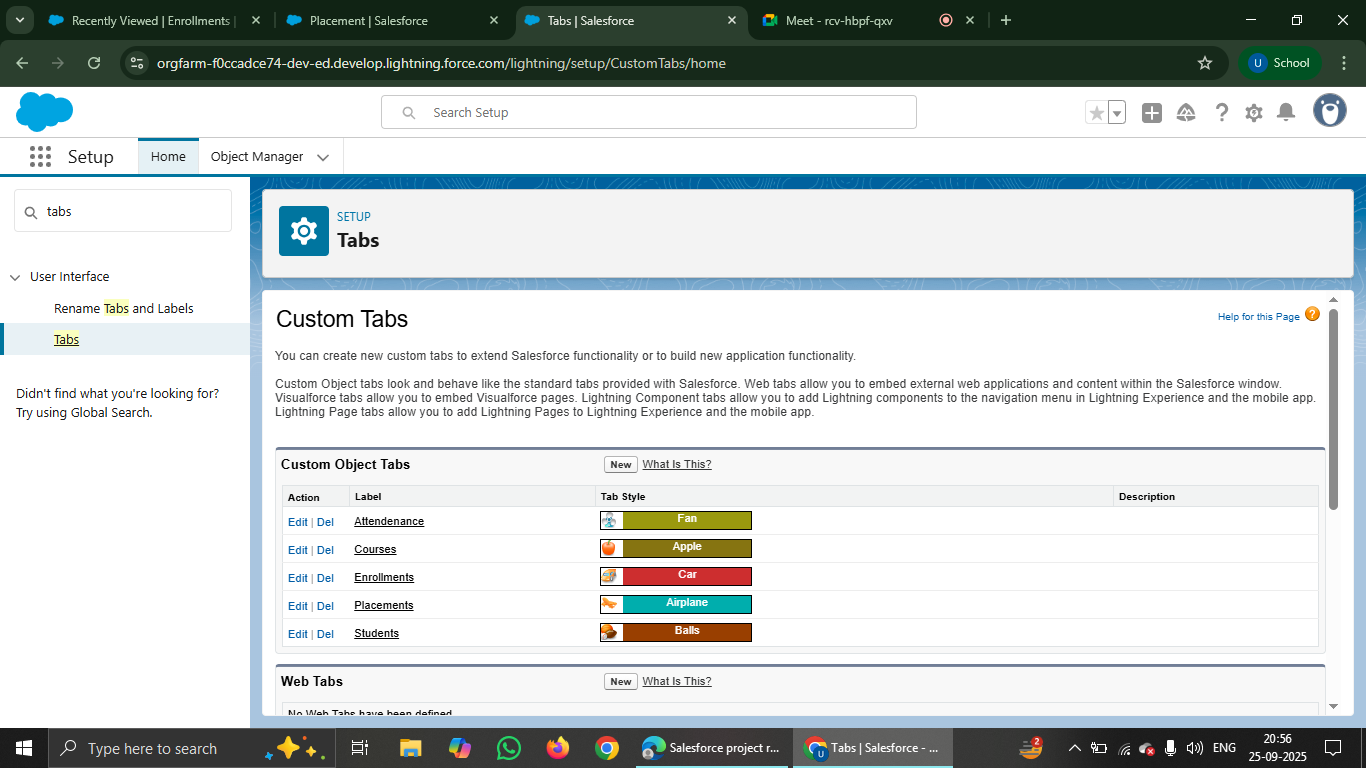 Recently Viewed | Enrollments |
Placement | Salesforce
Tabs | Salesforce
Meet - rcv-hbpf-qxv
orgfarm-f0ccadce74-dev-ed.develop.lightning.force.com/lightning/setup/CustomTabs/home
U School
Search Setup
Setup
Home
Object Manager
tabs
User Interface
Rename Tabs and Labels
Tabs
Didn't find what you're looking for?
Try using Global Search.
SETUP
Tabs
Custom Tabs
Help for this Page ?
You can create new custom tabs to extend Salesforce functionality or to build new application functionality.
Custom Object tabs look and behave like the standard tabs provided with Salesforce. Web tabs allow you to embed external web applications and content within the Salesforce window.
Visualforce tabs allow you to embed Visualforce pages. Lightning Component tabs allow you to add Lightning components to the navigation menu in Lightning Experience and the mobile app.
Lightning Page tabs allow you to add Lightning Pages to Lightning Experience and the mobile app.
Custom Object Tabs New What Is This?
Action Label Tab Style Description
Edit | Del Attendenance Fan
Edit | Del Courses Apple
Edit | Del Enrollments Car
Edit | Del Placements Airplane
Edit | Del Students Balls
Web Tabs New What Is This?
No Web Tabs have been defined
Type here to search
Salesforce project r...
U Tabs | Salesforce - ...
2
ENG
20:56
25-09-2025